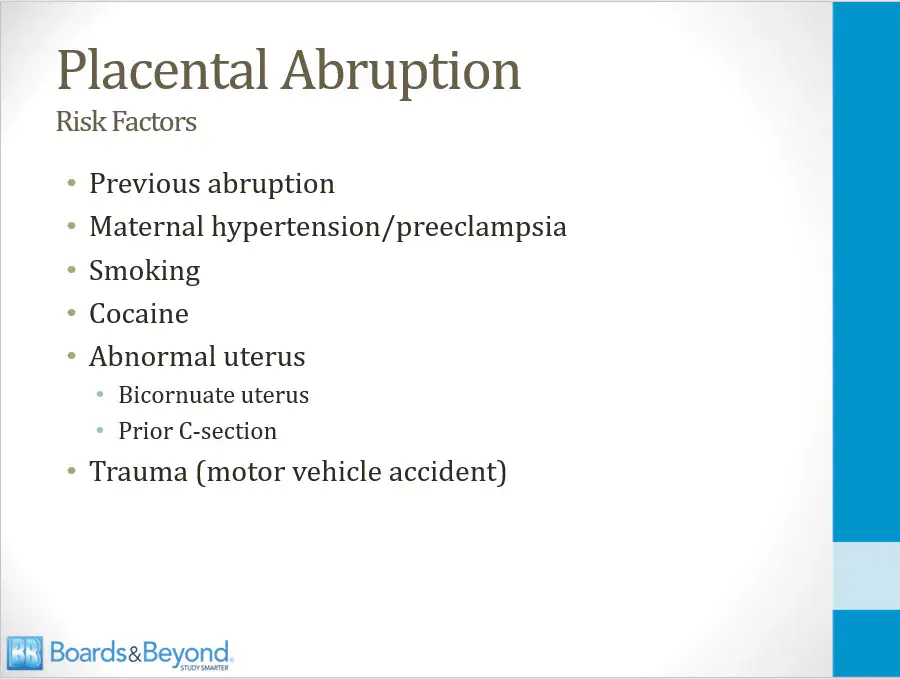 Placental Abruption
Risk Factors
• Previous abruption
• Maternal hypertension/preeclampsia
• Smoking
• Cocaine
• Abnormal uterus
• Bicornuate uterus
• Prior C-section
• Trauma (motor vehicle accident)
BB Boards&Beyond.
STUDY SMARTER